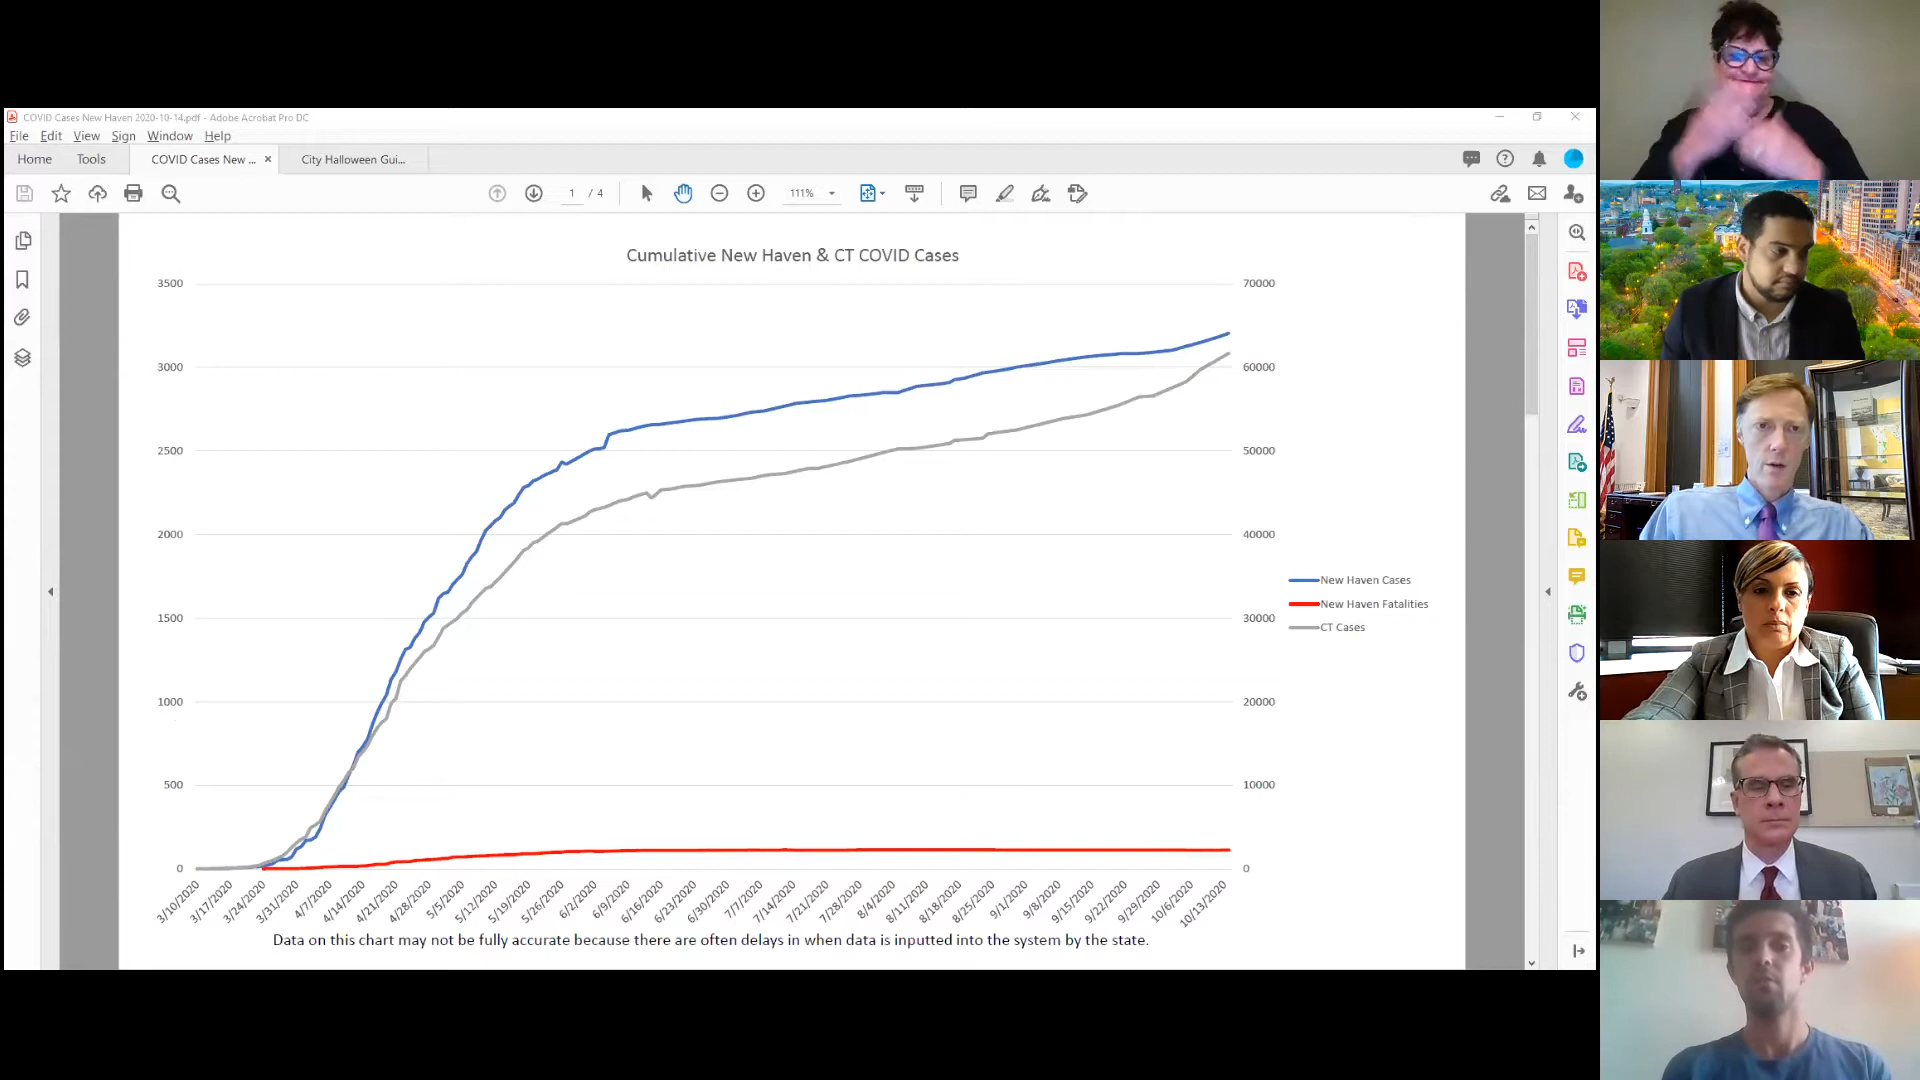 COVID Cases New Haven 2020-10-14.pdf - Adobe Acrobat Pro DC
File Edit View Sign Window Help
Home Tools COVID Cases New ... × City Halloween Gui...
1 / 4 111%
Cumulative New Haven & CT COVID Cases
3500 70000
3000 60000
2500 50000
2000 40000
1500 30000
1000 20000
500 10000
0 0
New Haven Cases
New Haven Fatalities
CT Cases
3/10/2020 3/17/2020 3/24/2020 3/31/2020 4/7/2020 4/14/2020 4/21/2020 4/28/2020 5/5/2020 5/12/2020 5/19/2020 5/26/2020 6/2/2020 6/9/2020 6/16/2020 6/23/2020 6/30/2020 7/7/2020 7/14/2020 7/21/2020 7/28/2020 8/4/2020 8/11/2020 8/18/2020 8/25/2020 9/1/2020 9/8/2020 9/15/2020 9/22/2020 9/29/2020 10/6/2020 10/13/2020
Data on this chart may not be fully accurate because there are often delays in when data is inputted into the system by the state.